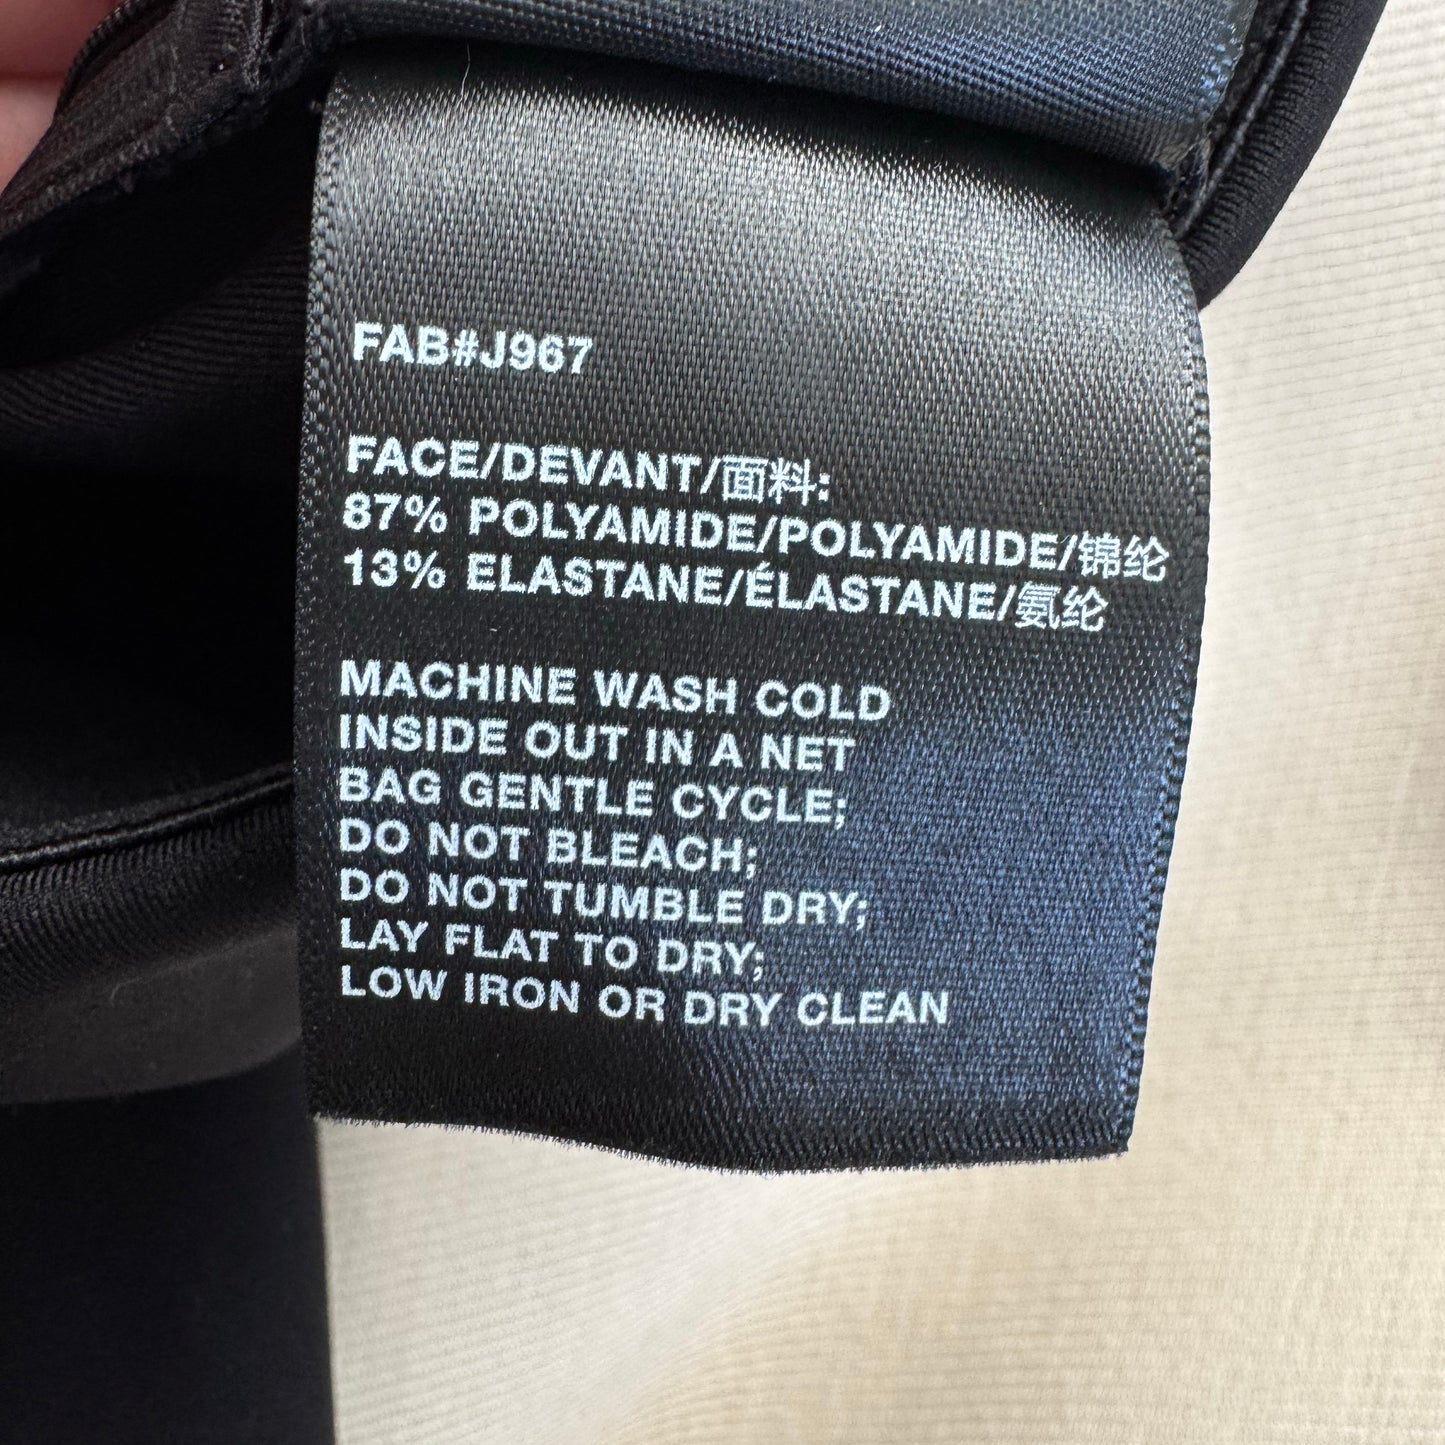 FAB#J967
FACE/DEVANT/面料:
87% POLYAMIDE/POLYAMIDE/锦纶
13% ELASTANE/ÉLASTANE/氨纶
MACHINE WASH COLD
INSIDE OUT IN A NET
BAG GENTLE CYCLE;
DO NOT BLEACH;
DO NOT TUMBLE DRY;
LAY FLAT TO DRY;
LOW IRON OR DRY CLEAN